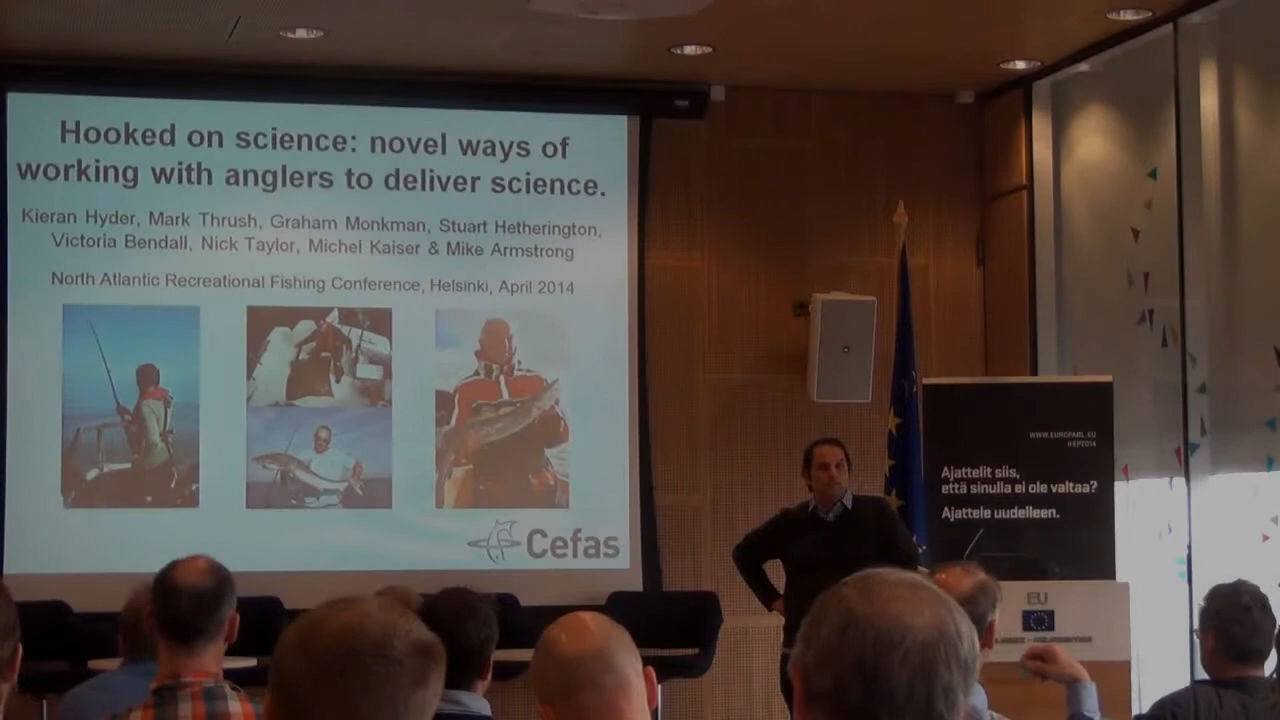 Hooked on science: novel ways of
working with anglers to deliver science.
Kieran Hyder, Mark Thrush, Graham Monkman, Stuart Hetherington,
Victoria Bendall, Nick Taylor, Michel Kaiser & Mike Armstrong
North Atlantic Recreational Fishing Conference, Helsinki, April 2014
Cefas
WWW.EUROPARL.EU
#EP2014
Ajattelit siis,
että sinulla ei ole valtaa?
Ajattele uudelleen.
EU